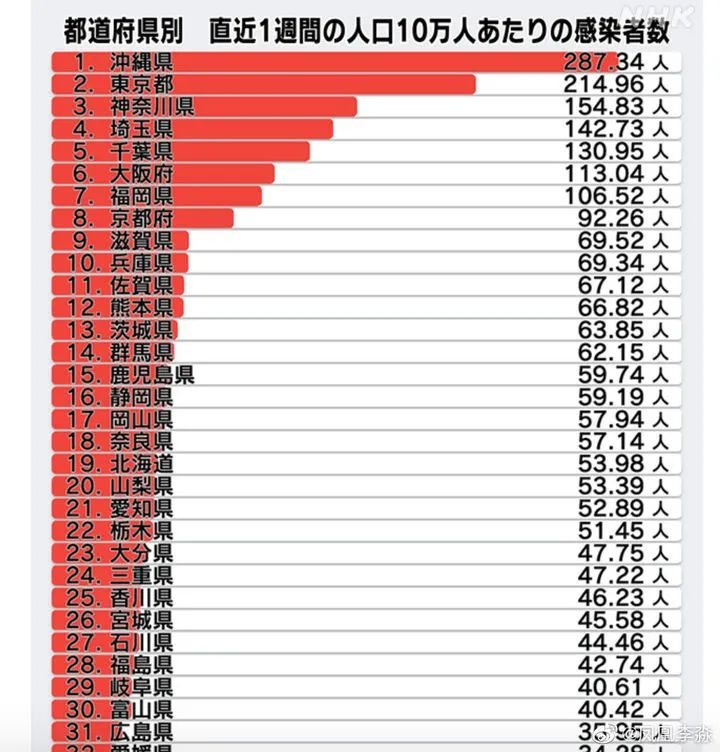 NHK
都道府県別 直近1週間の人口10万人あたりの感染者数
1. 沖縄県 287.34 人
2. 東京都 214.96 人
3. 神奈川県 154.83 人
4. 埼玉県 142.73 人
5. 千葉県 130.95 人
6. 大阪府 113.04 人
7. 福岡県 106.52 人
8. 京都府 92.26 人
9. 滋賀県 69.52 人
10. 兵庫県 69.34 人
11. 佐賀県 67.12 人
12. 熊本県 66.82 人
13. 茨城県 63.85 人
14. 群馬県 62.15 人
15. 鹿児島県 59.74 人
16. 静岡県 59.19 人
17. 岡山県 57.94 人
18. 奈良県 57.14 人
19. 北海道 53.98 人
20. 山梨県 53.39 人
21. 愛知県 52.89 人
22. 栃木県 51.45 人
23. 大分県 47.75 人
24. 三重県 47.22 人
25. 香川県 46.23 人
26. 宮城県 45.58 人
27. 石川県 44.46 人
28. 福島県 42.74 人
29. 岐阜県 40.61 人
30. 富山県 40.42 人
31. 広島県 人
32. 愛媛県
@凤凰李淼